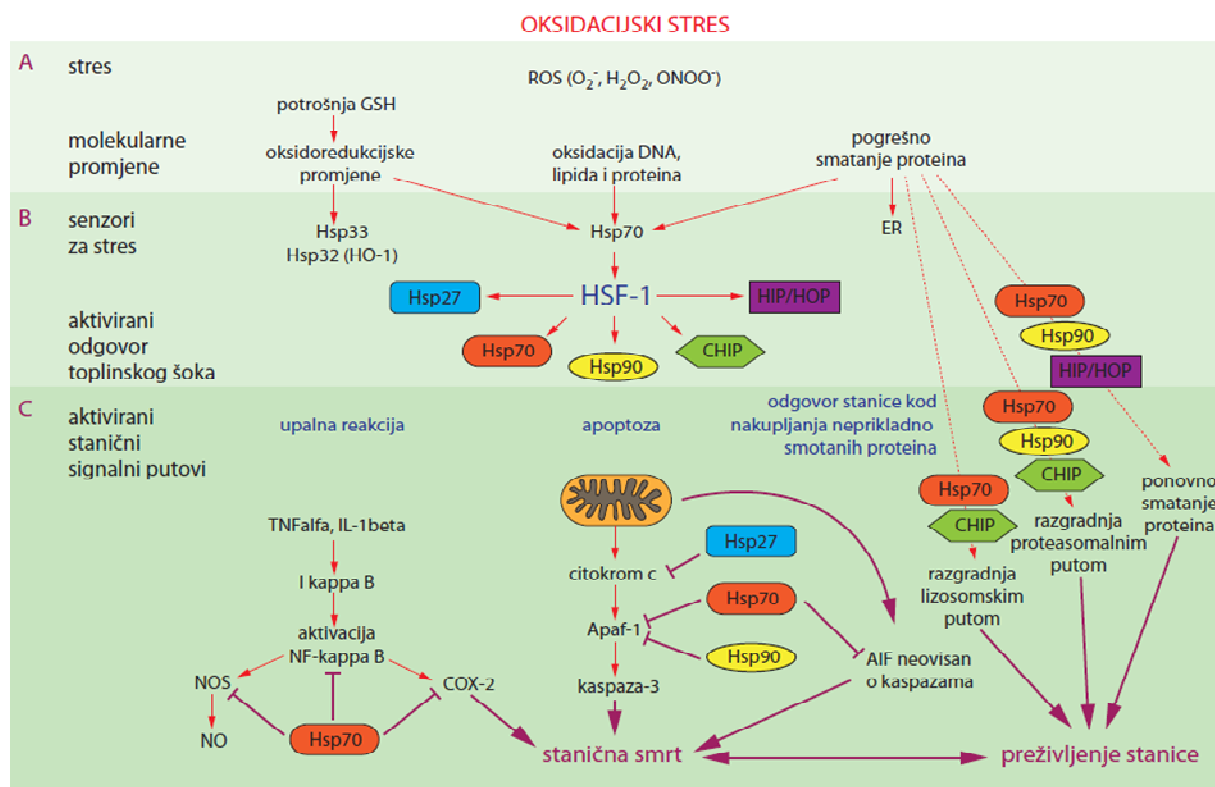 OKSIDACIJSKI STRES
A
stres
ROS (O₂⁻, H₂O₂, ONOO⁻)
potrošnja GSH
molekularne
promjene
oksidoredukcijske
promjene
oksidacija DNA,
lipida i proteina
pogrešno
smatanje proteina
B
senzori
za stres
Hsp33
Hsp32 (HO-1)
Hsp70
ER
Hsp27
HSF-1
HIP/HOP
Hsp70
Hsp90
HIP/HOP
aktivirani
odgovor
toplinskog šoka
Hsp70
Hsp90
CHIP
C
aktivirani
stanični
signalni putovi
upalna reakcija
apoptoza
odgovor stanice kod
nakupljanja neprikladno
smotanih proteina
Hsp70
Hsp90
CHIP
Hsp70
CHIP
ponovno
smatanje
proteina
razgradnja
proteasomalnim
putom
razgradnja
lizosomskim
putom
TNFalfa, IL-1beta
I kappa B
aktivacija
NF-kappa B
NOS
COX-2
NO
Hsp70
citokrom c
Hsp27
Apaf-1
Hsp70
Hsp90
kaspaza-3
AIF neovisan
o kaspazama
stanična smrt
preživljenje stanice